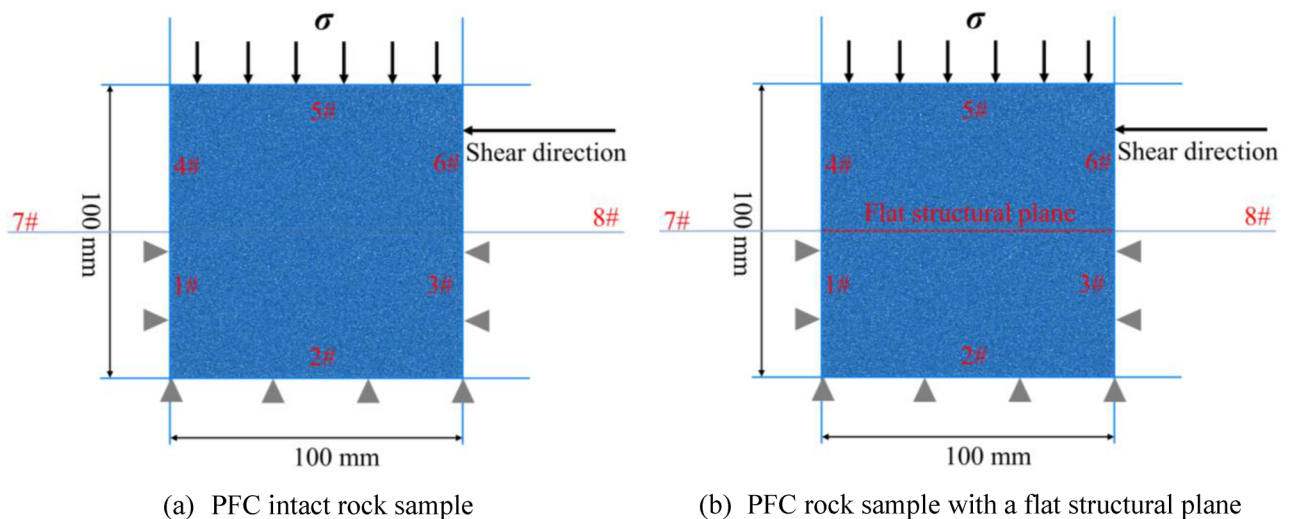 σ
5#
4#
6#
Shear direction
100 mm
7#
8#
1#
3#
2#
100 mm
(a) PFC intact rock sample
σ
5#
4#
6#
Shear direction
100 mm
Flat structural plane
7#
8#
1#
3#
2#
100 mm
(b) PFC rock sample with a flat structural plane